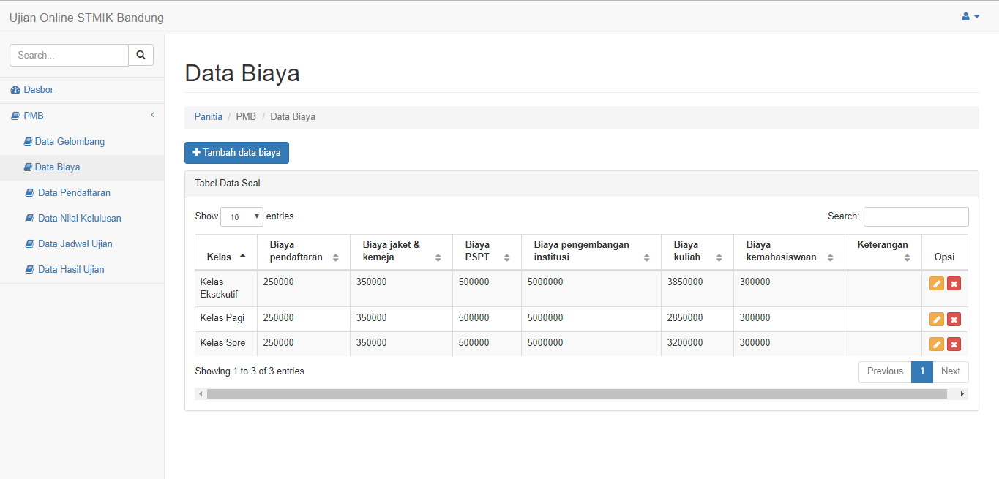 Ujian Online STMIK Bandung
Search...
Dasbor
PMB
Data Gelombang
Data Biaya
Data Pendaftaran
Data Nilai Kelulusan
Data Jadwal Ujian
Data Hasil Ujian
Data Biaya
Panitia / PMB / Data Biaya
Tambah data biaya
Tabel Data Soal
Show 10 entries
Search:
Kelas
Biaya
pendaftaran
Biaya jaket &
kemeja
Biaya
PSPT
Biaya pengembangan
institusi
Biaya
kuliah
Biaya
kemahasiswaan
Keterangan
Opsi
Kelas
Eksekutif
250000 350000 500000 5000000 3850000 300000
Kelas Pagi 250000 350000 500000 5000000 2850000 300000
Kelas Sore 250000 350000 500000 5000000 3200000 300000
Showing 1 to 3 of 3 entries
Previous 1 Next